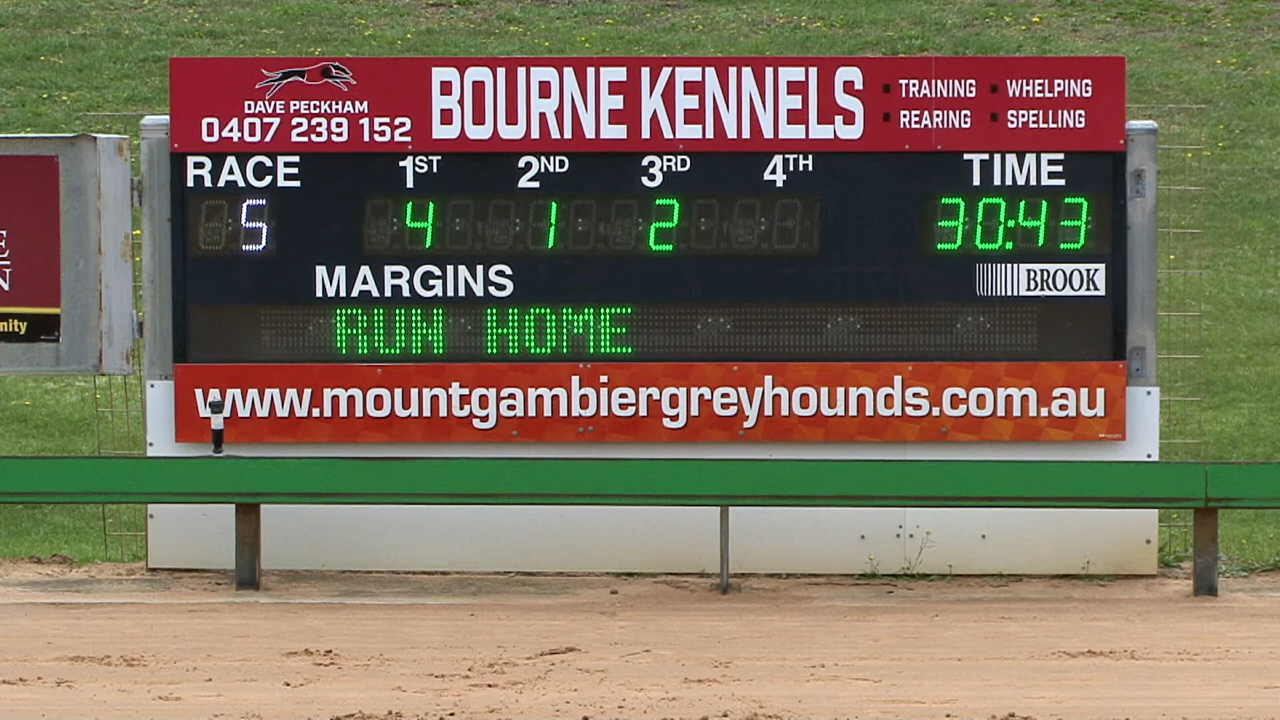 DAVE PECKHAM
0407 239 152
BOURNE KENNELS
TRAINING WHELPING
REARING SPELLING
RACE 1ST 2ND 3RD 4TH TIME
5 4 1 2 30:43
MARGINS
BROOK
RUN HOME
www.mountgambiergreyhounds.com.au
E
N
nity